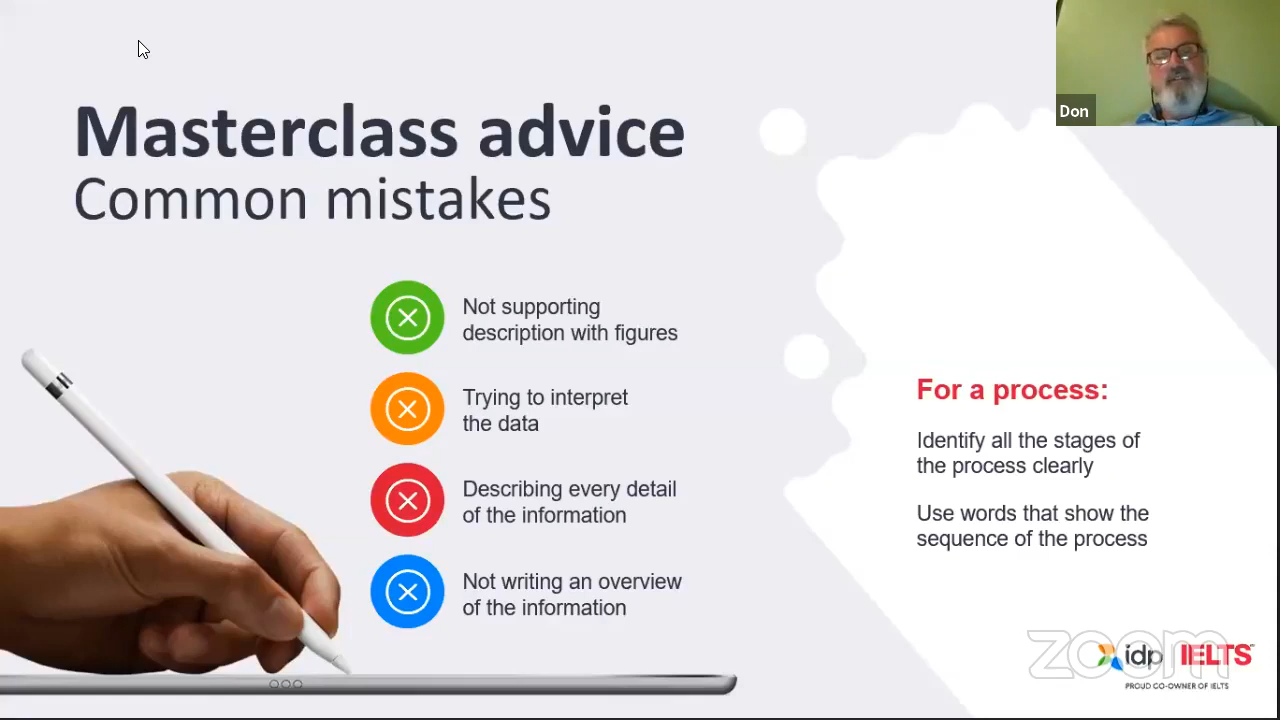 Don
Masterclass advice
Common mistakes
Not supporting
description with figures
Trying to interpret
the data
Describing every detail
of the information
Not writing an overview
of the information
For a process:
Identify all the stages of
the process clearly
Use words that show the
sequence of the process
zoom
idp IELTS
PROUD CO-OWNER OF IELTS